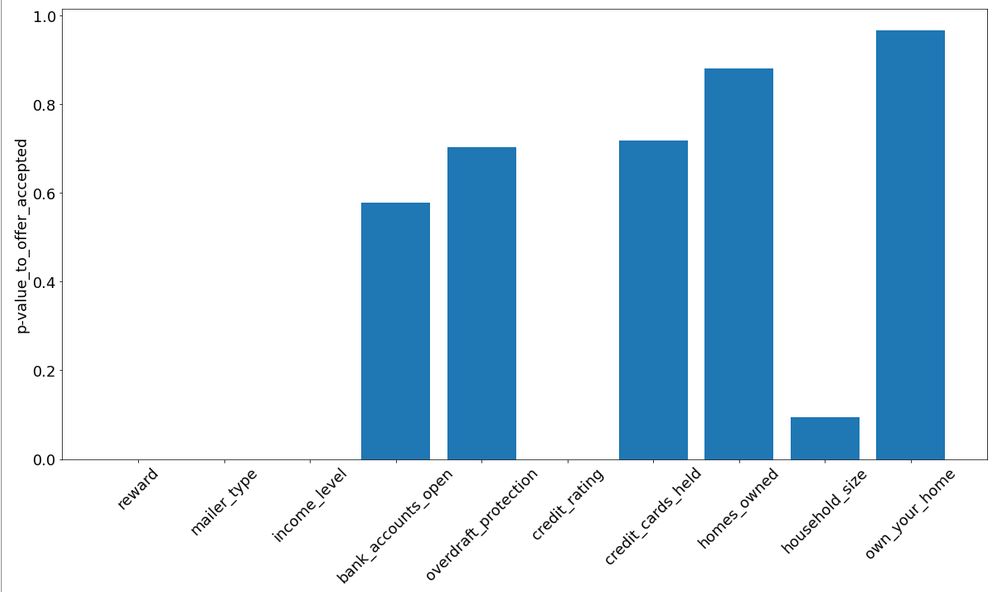 p-value_to_offer_accepted
1.0
0.8
0.6
0.4
0.2
0.0
reward
mailer_type
income_level
bank_accounts_open
overdraft_protection
credit_rating
credit_cards_held
homes_owned
household_size
own_your_home